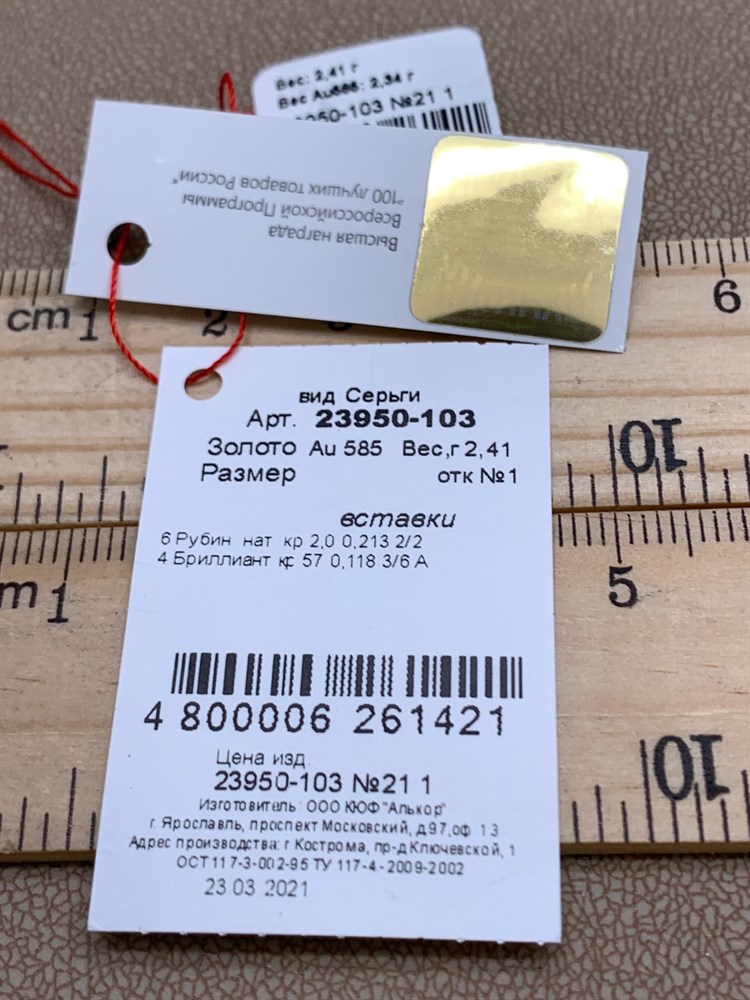 Вес: 2,41 г
Вес Au585: 2,34 г
№21 1
Высшая награда
Всероссийской Программы
"100 лучших товаров России"
cm 1
2
6
вид Серьги
Арт. 23950-103
Золото Au 585 Вес,г 2,41
Размер отк №1
вставки
6 Рубин нат кр 2,0 0,213 2/2
4 Бриллиант кр 57 0,118 3/6 А
4 800006 261421
Цена изд
23950-103 №21 1
Изготовитель: ООО КЮФ "Алькор"
г. Ярославль, проспект Московский, д.97,оф. 13
Адрес производства: г Кострома, пр-д Ключевской, 1
ОСТ 117-3-002-95 ТУ 117-4-2009-2002
23 03 2021
10
1
5
10